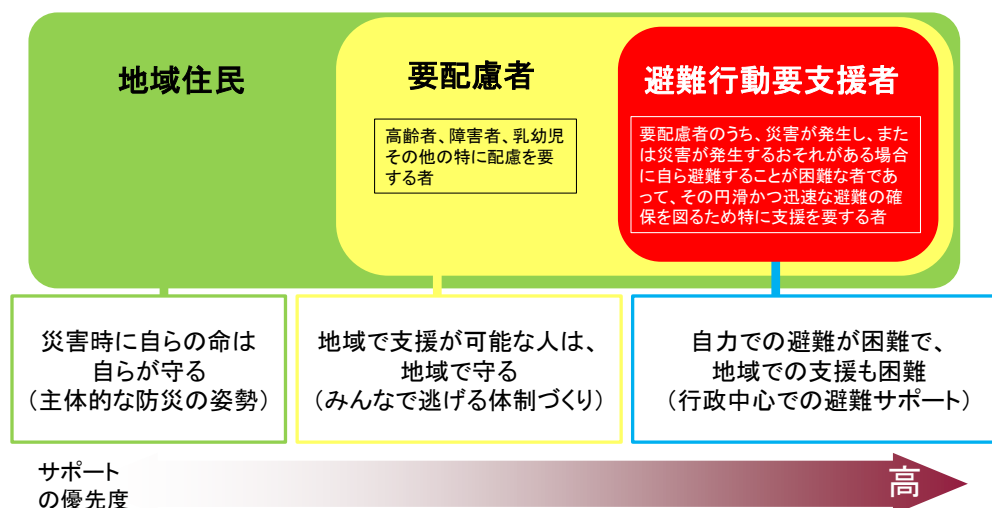 地域住民
要配慮者
高齢者、障害者、乳幼児
その他の特に配慮を要
する者
避難行動要支援者
要配慮者のうち、災害が発生し、また
は災害が発生するおそれがある場合
に自ら避難することが困難な者であ
って、その円滑かつ迅速な避難の確
保を図るため特に支援を要する者
災害時に自らの命は
自らが守る
（主体的な防災の姿勢）
地域で支援が可能な人は、
地域で守る
（みんなで逃げる体制づくり）
自力での避難が困難で、
地域での支援も困難
（行政中心での避難サポート）
サポート
の優先度
高